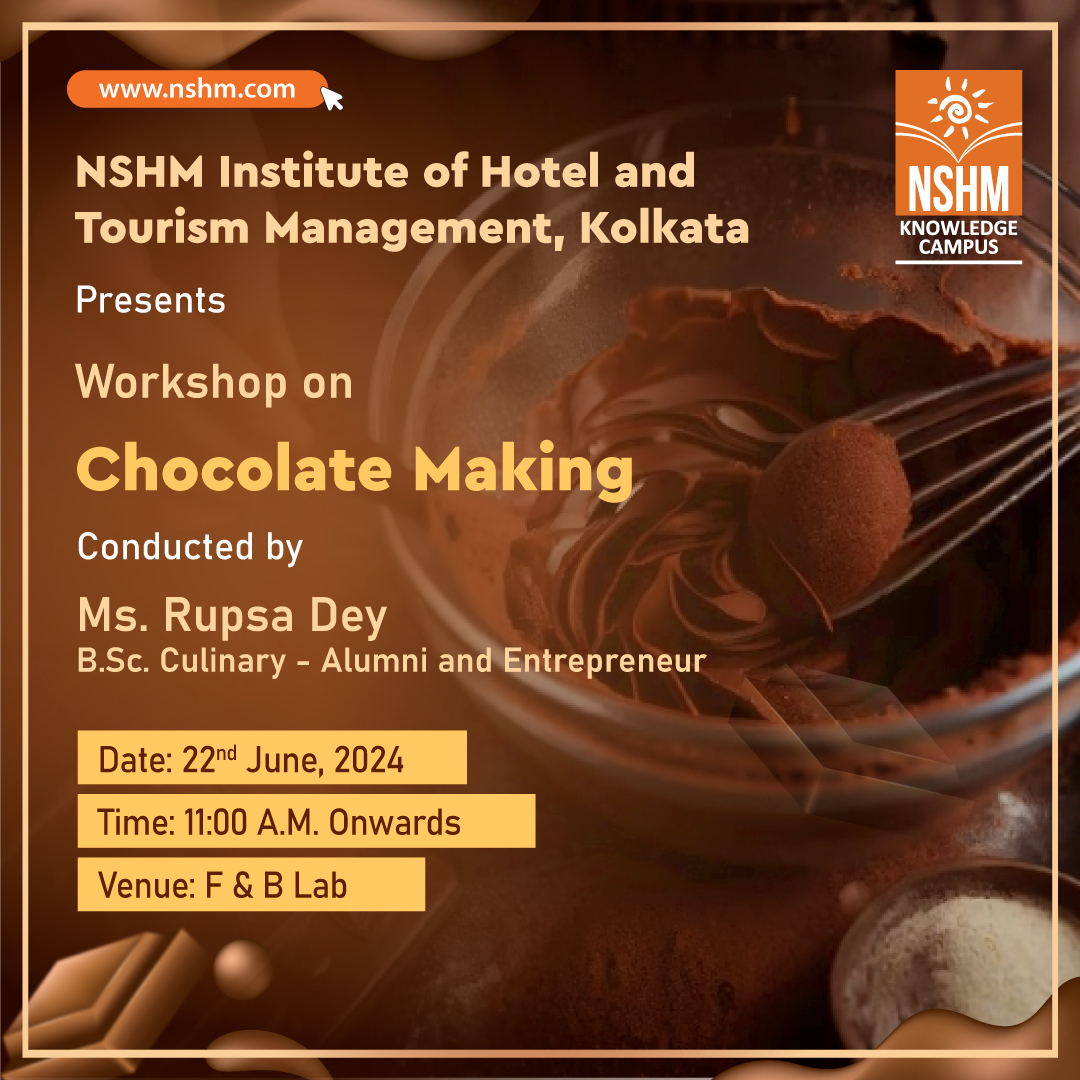 www.nshm.com
NSHM
KNOWLEDGE
CAMPUS
NSHM Institute of Hotel and
Tourism Management, Kolkata
Presents
Workshop on
Chocolate Making
Conducted by
Ms. Rupsa Dey
B.Sc. Culinary - Alumni and Entrepreneur
Date: 22nd June, 2024
Time: 11:00 A.M. Onwards
Venue: F & B Lab